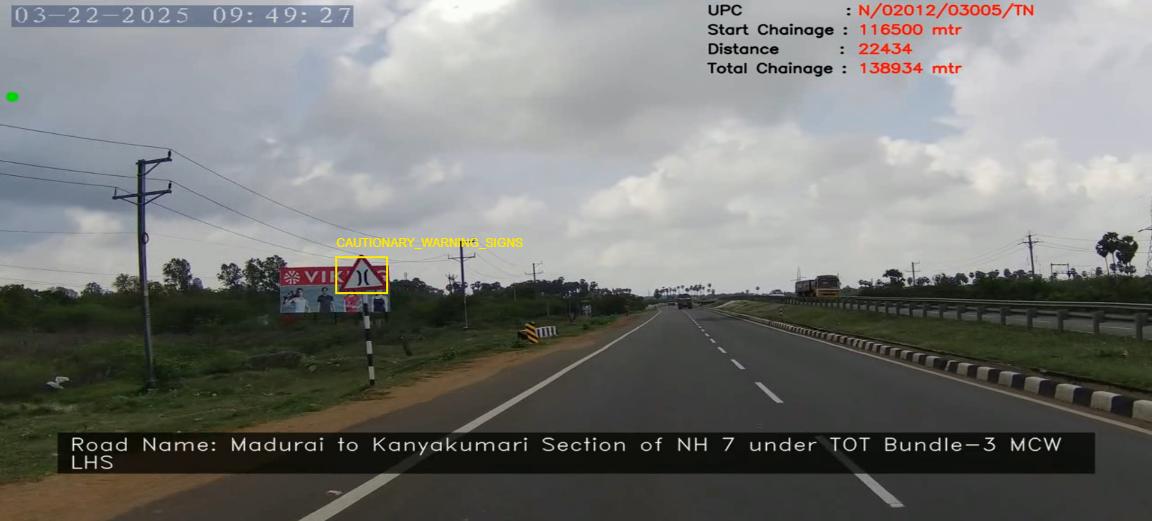 03-22-2025 09:49:27
UPC : N/02012/03005/TN
Start Chainage : 116500 mtr
Distance : 22434
Total Chainage : 138934 mtr
CAUTIONARY_WARNING_SIGNS
Road Name: Madurai to Kanyakumari Section of NH 7 under TOT Bundle-3 MCW
LHS